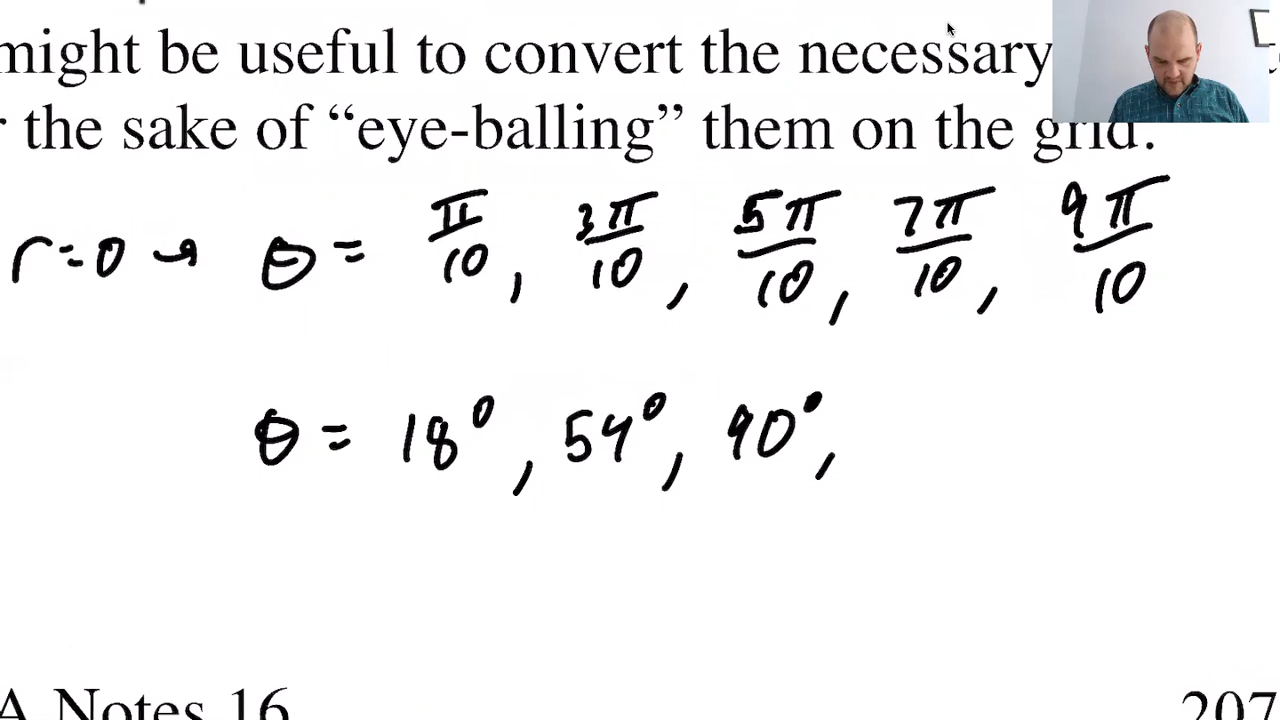 might be useful to convert the necessary
the sake of “eye-balling” them on the grid.
r=0 → θ = π/10, 3π/10, 5π/10, 7π/10, 9π/10
θ = 18°, 54°, 90°,
A Notes 16
207